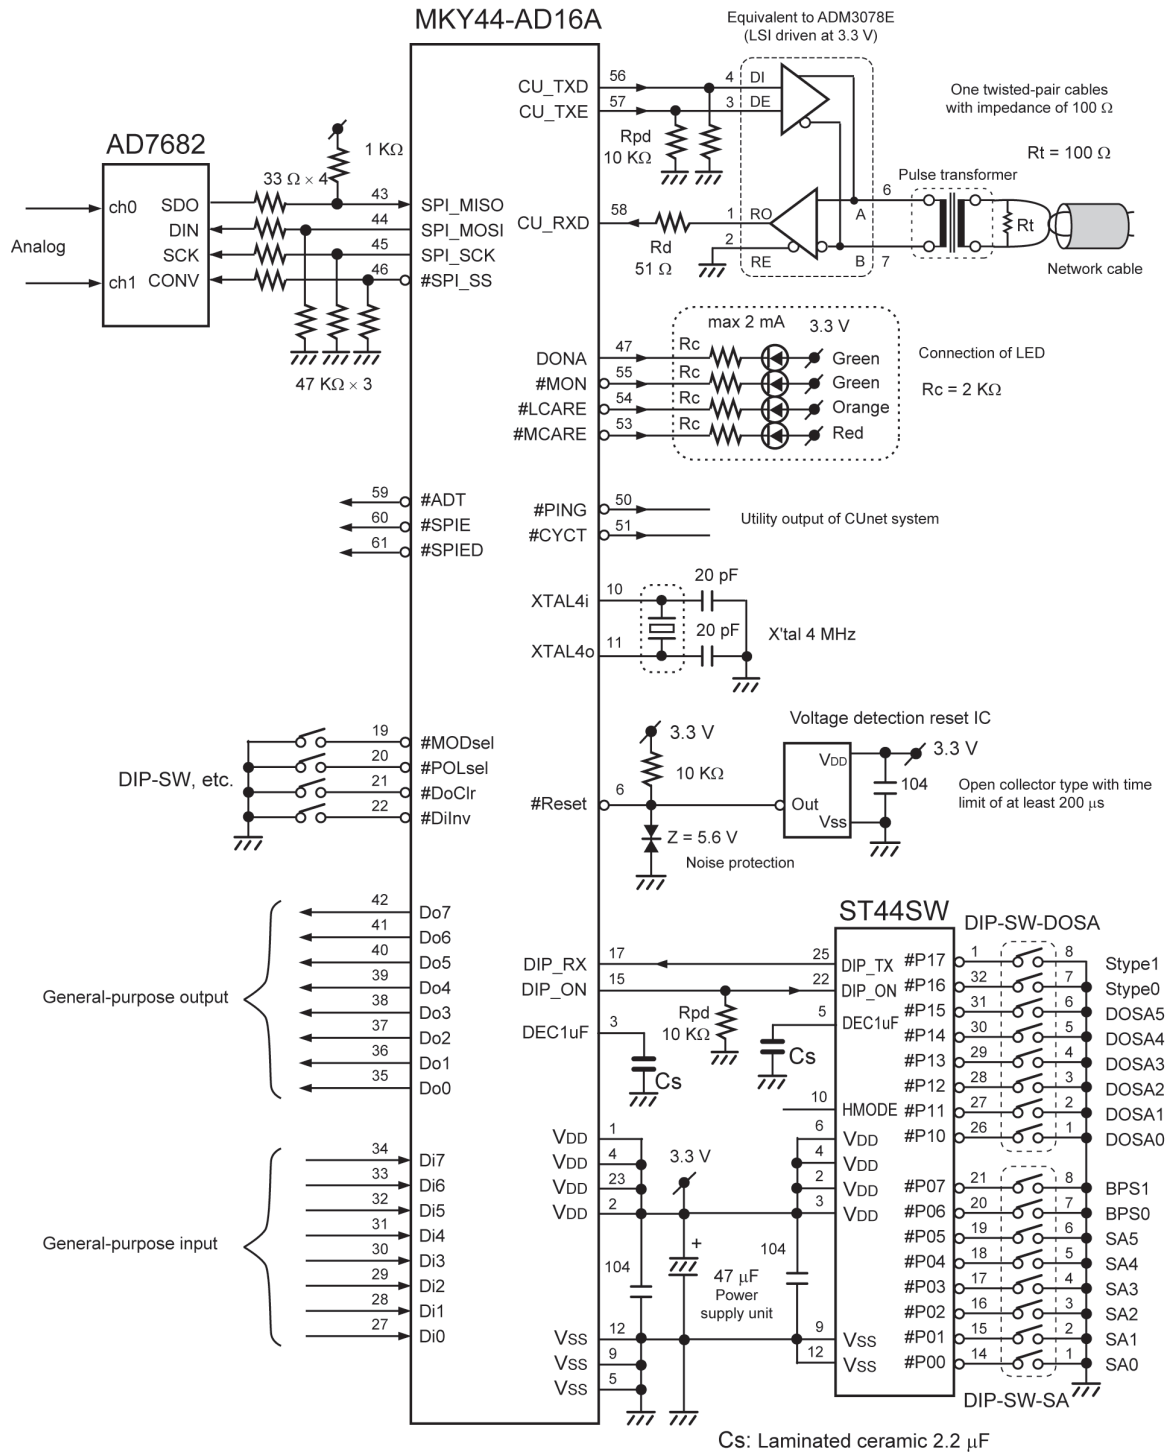 MKY44-AD16A
Equivalent to ADM3078E
(LSI driven at 3.3 V)
CU_TXD 56 4 DI
CU_TXE 57 3 DE
Rpd
10 KΩ
One twisted-pair cables
with impedance of 100 Ω
Rt = 100 Ω
Pulse transformer
CU_RXD 58 1 RO A 6
Rd
51 Ω
2 RE B 7
Rt
Network cable
AD7682
1 KΩ
33 Ω × 4
Analog
ch0
ch1
SDO 43 SPI_MISO
DIN 44 SPI_MOSI
SCK 45 SPI_SCK
CONV 46 #SPI_SS
47 KΩ × 3
max 2 mA 3.3 V
DONA 47 Rc Green
#MON 55 Rc Green
#LCARE 54 Rc Orange
#MCARE 53 Rc Red
Connection of LED
Rc = 2 KΩ
59 #ADT
60 #SPIE
61 #SPIED
#PING 50
#CYCT 51
Utility output of CUnet system
XTAL4i 10 20 pF
XTAL4o 11 20 pF
X'tal 4 MHz
DIP-SW, etc.
19 #MODsel
20 #POLsel
21 #DoClr
22 #DiInv
3.3 V
10 KΩ
#Reset 6
Z = 5.6 V
Noise protection
Voltage detection reset IC
VDD
Out
Vss
3.3 V
104
Open collector type with time
limit of at least 200 µs
General-purpose output
42 Do7
41 Do6
40 Do5
39 Do4
38 Do3
37 Do2
36 Do1
35 Do0
General-purpose input
34 Di7
33 Di6
32 Di5
31 Di4
30 Di3
29 Di2
28 Di1
27 Di0
DIP_RX 17 25 DIP_TX
DIP_ON 15 22 DIP_ON
Rpd
10 KΩ
DEC1uF 3
Cs
5 DEC1uF
Cs
10 HMODE
VDD 1
VDD 4
VDD 23
VDD 2
3.3 V
6 VDD
4 VDD
2 VDD
3 VDD
104
+
47 µF
Power
supply unit
104
Vss 12
Vss 9
Vss 5
9 Vss
12 Vss
ST44SW
DIP-SW-DOSA
#P17 1 8 Stype1
#P16 32 7 Stype0
#P15 31 6 DOSA5
#P14 30 5 DOSA4
#P13 29 4 DOSA3
#P12 28 3 DOSA2
#P11 27 2 DOSA1
#P10 26 1 DOSA0
#P07 21 8 BPS1
#P06 20 7 BPS0
#P05 19 6 SA5
#P04 18 5 SA4
#P03 17 4 SA3
#P02 16 3 SA2
#P01 15 2 SA1
#P00 14 1 SA0
DIP-SW-SA
Cs: Laminated ceramic 2.2 µF